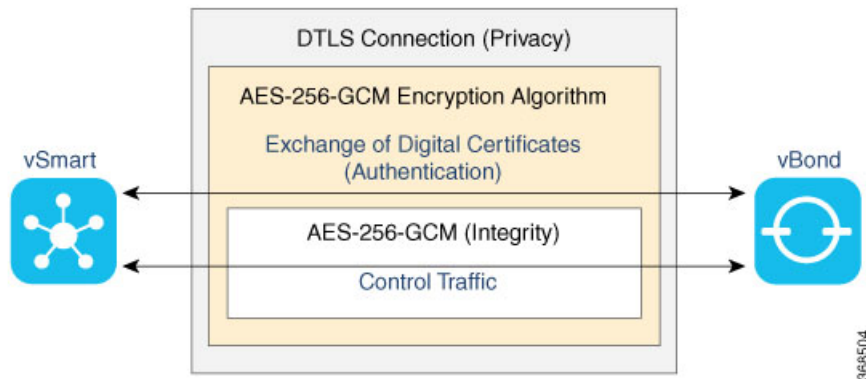 DTLS Connection (Privacy)
AES-256-GCM Encryption Algorithm
Exchange of Digital Certificates
(Authentication)
vSmart
vBond
AES-256-GCM (Integrity)
Control Traffic
368504